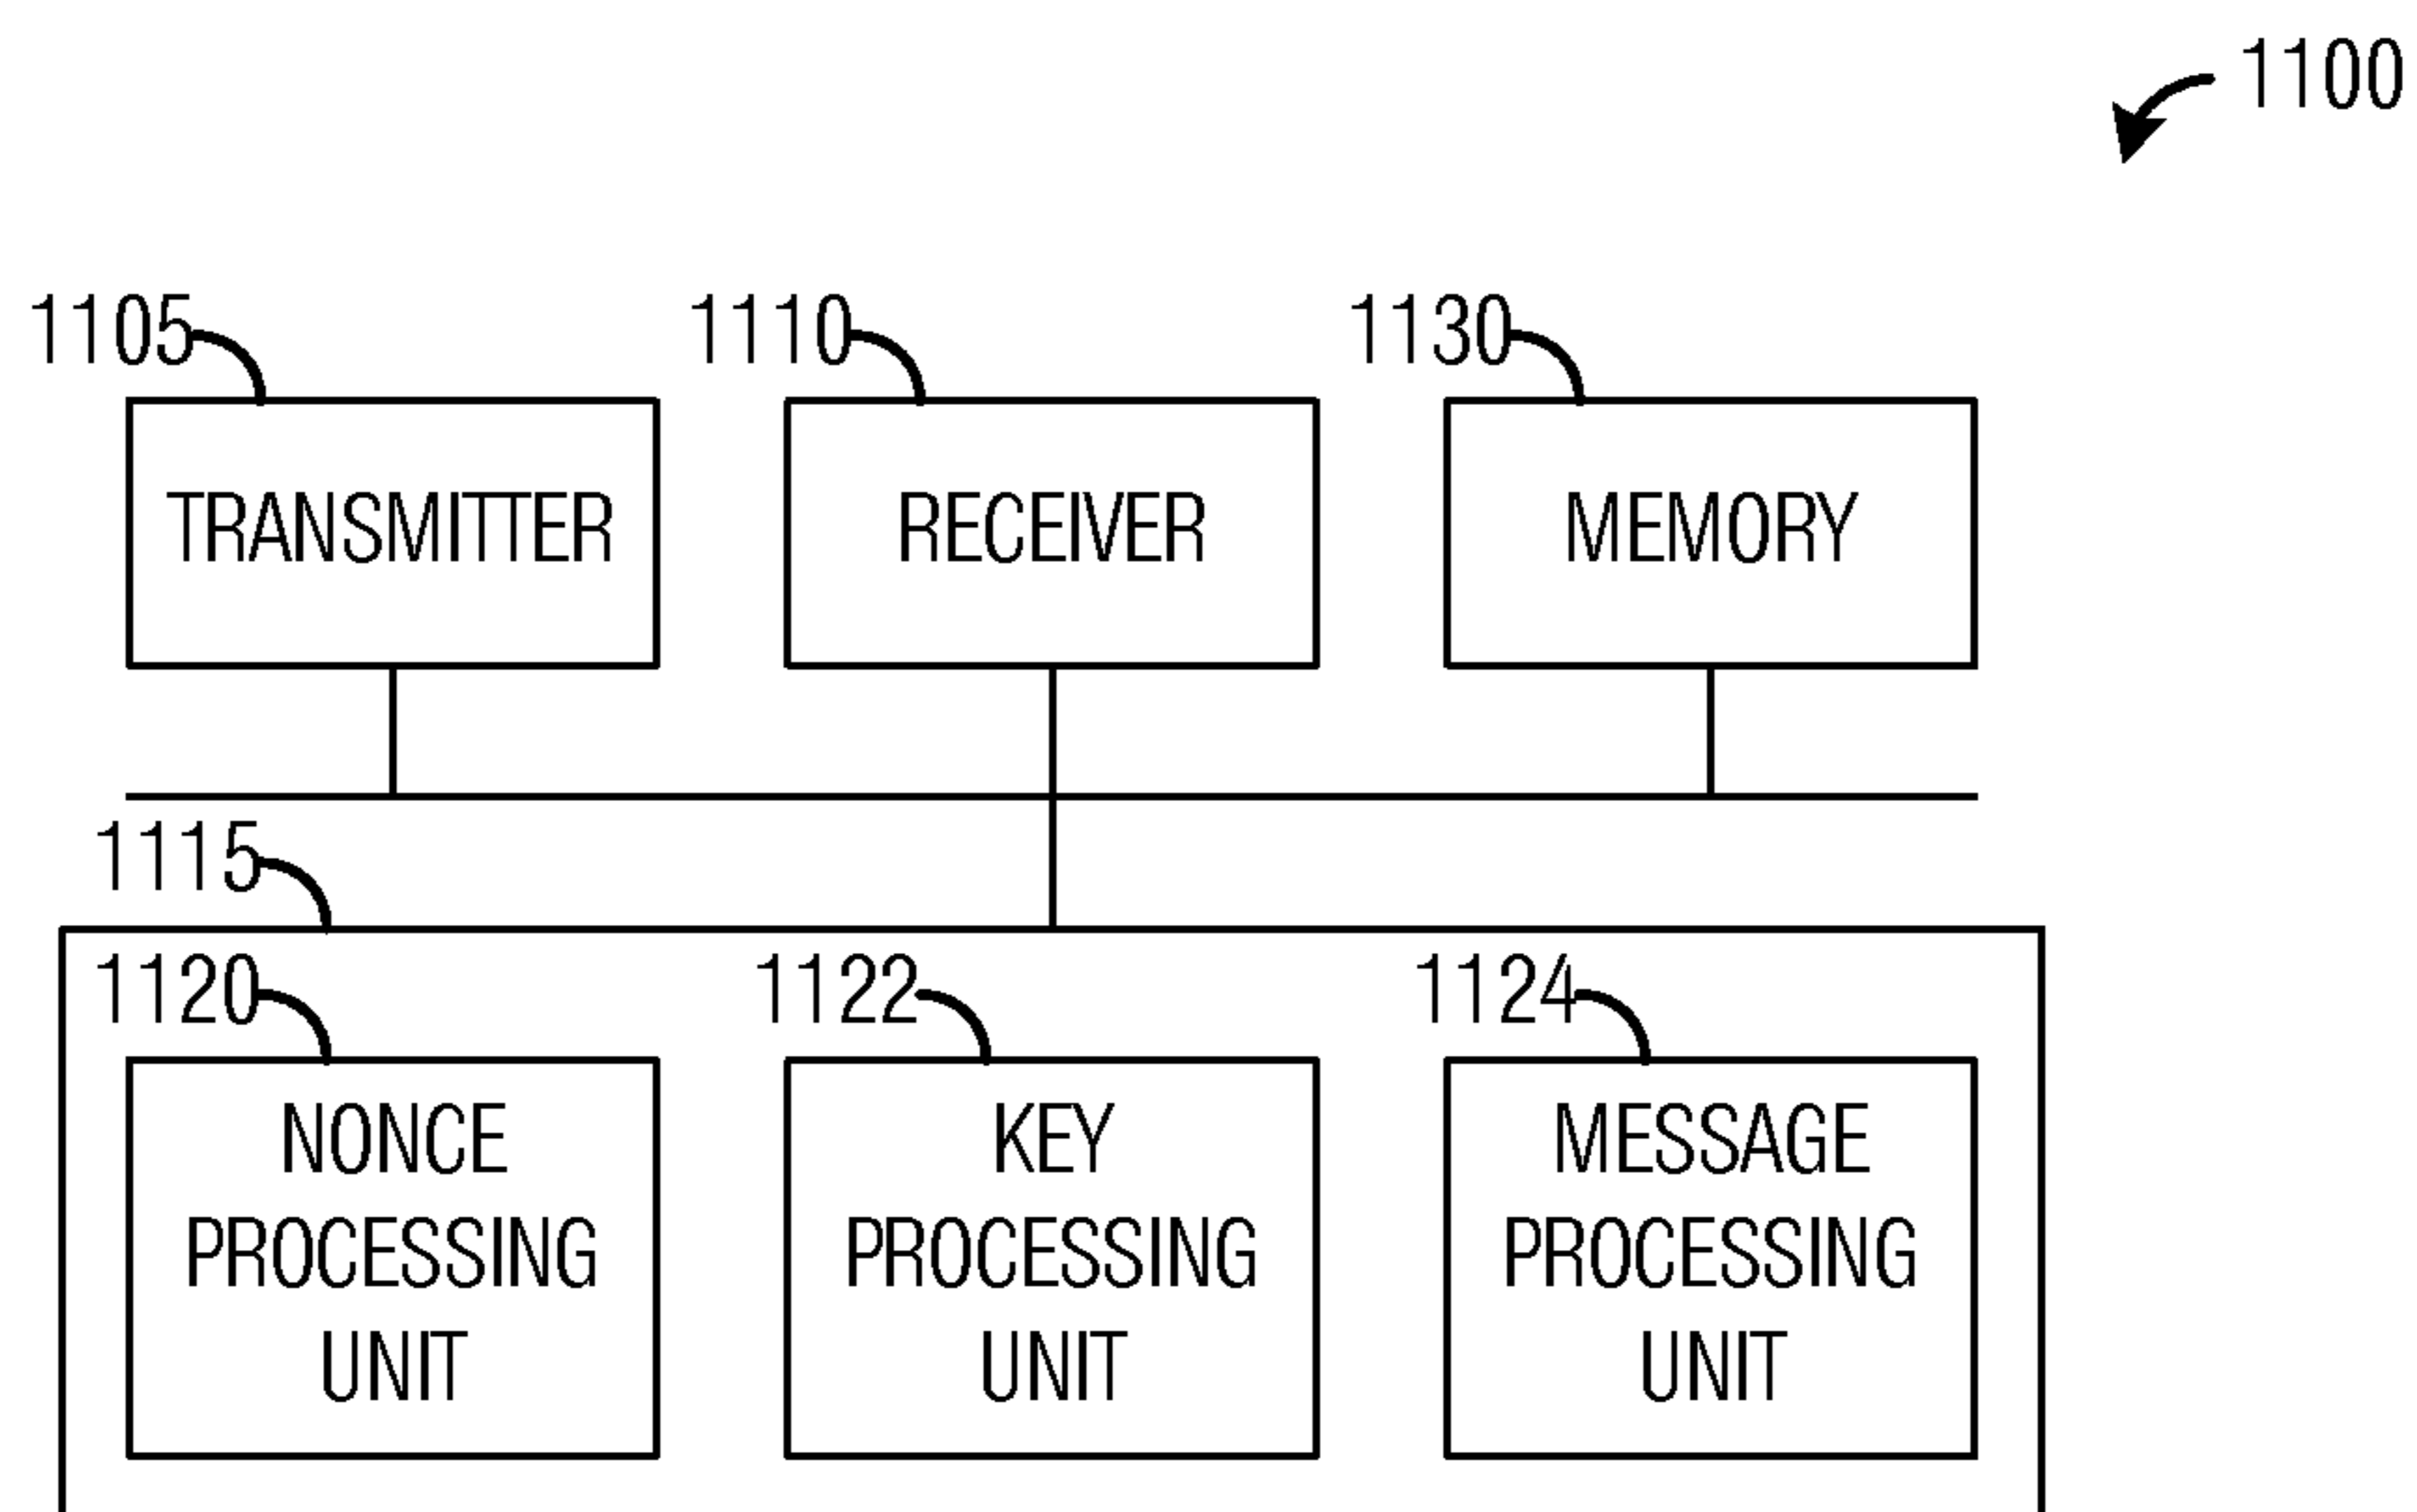 1100
1105 1110 1130
TRANSMITTER RECEIVER MEMORY
1115
1120 1122 1124
NONCE KEY MESSAGE
PROCESSING PROCESSING PROCESSING
UNIT UNIT UNIT